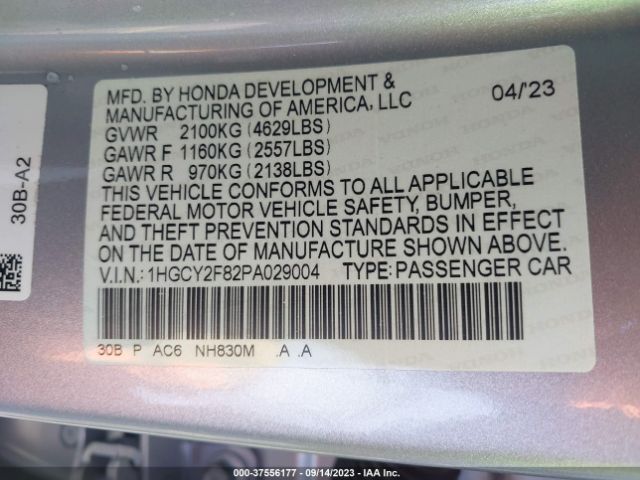 MFD. BY HONDA DEVELOPMENT &
MANUFACTURING OF AMERICA, LLC 04/'23
GVWR 2100KG (4629LBS)
GAWR F 1160KG (2557LBS)
GAWR R 970KG (2138LBS)
THIS VEHICLE CONFORMS TO ALL APPLICABLE
FEDERAL MOTOR VEHICLE SAFETY, BUMPER,
AND THEFT PREVENTION STANDARDS IN EFFECT
ON THE DATE OF MANUFACTURE SHOWN ABOVE.
V.I.N.:1HGCY2F82PA029004 TYPE:PASSENGER CAR
30B P AC6 NH830M .A .A
30B-A2
000-37556177 | 09/14/2023 | IAA Inc.